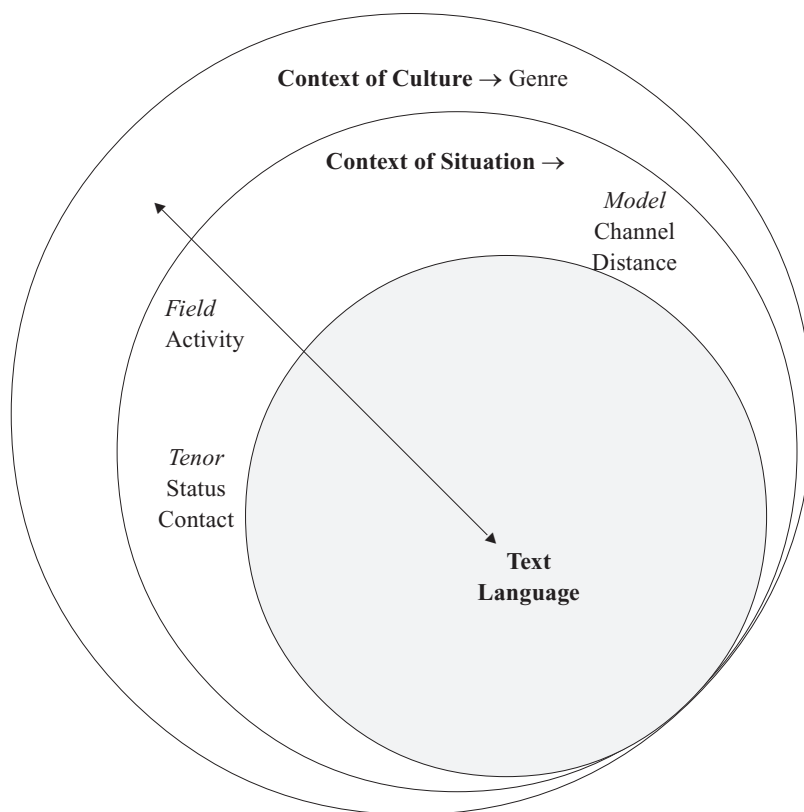 Context of Culture → Genre
Context of Situation →
Model
Channel
Distance
Field
Activity
Tenor
Status
Contact
Text
Language